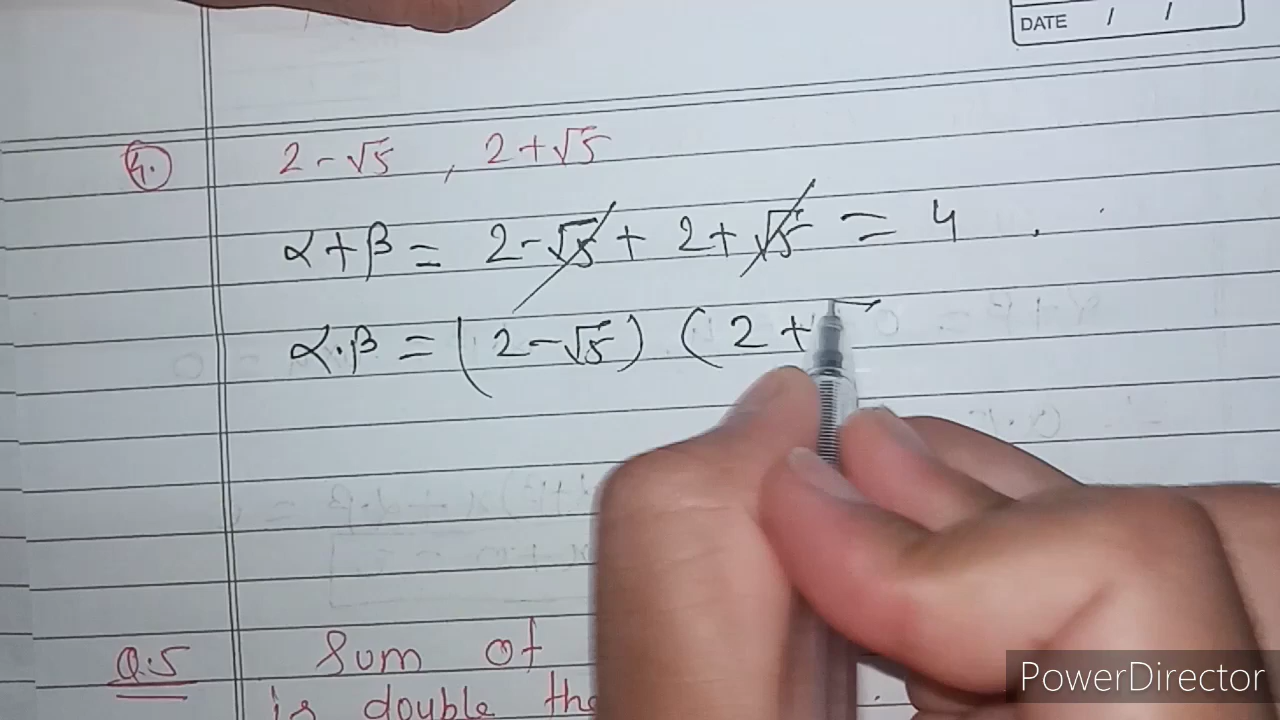 DATE / /
4. 2-√5 , 2+√5
α+β = 2-√5 + 2+√5 = 4
α.β = (2-√5) (2+
Q.5 Sum of
is double the
PowerDirector